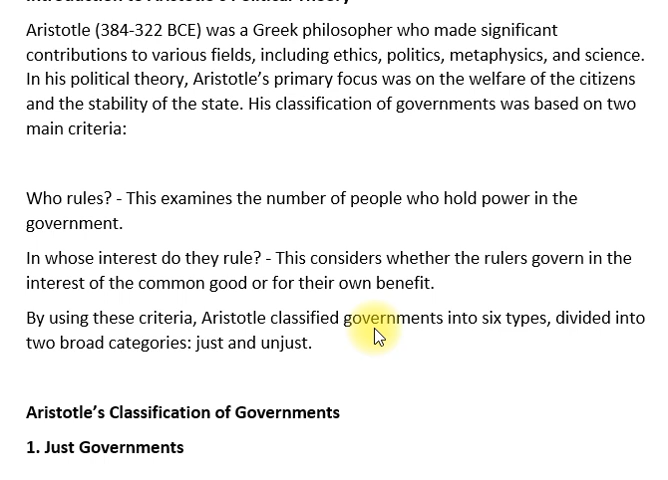 Aristotle (384-322 BCE) was a Greek philosopher who made significant
contributions to various fields, including ethics, politics, metaphysics, and science.
In his political theory, Aristotle's primary focus was on the welfare of the citizens
and the stability of the state. His classification of governments was based on two
main criteria:
Who rules? - This examines the number of people who hold power in the
government.
In whose interest do they rule? - This considers whether the rulers govern in the
interest of the common good or for their own benefit.
By using these criteria, Aristotle classified governments into six types, divided into
two broad categories: just and unjust.
Aristotle's Classification of Governments
1. Just Governments